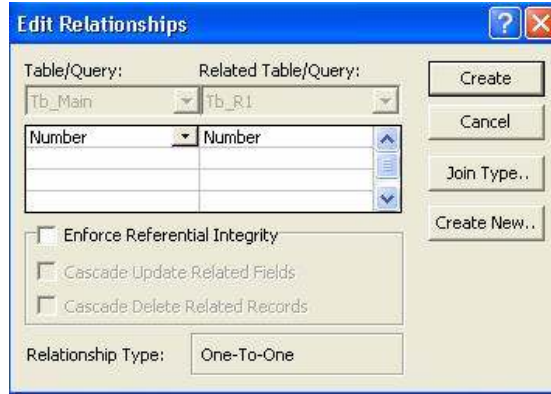 Edit Relationships
Table/Query: Related Table/Query:
Tb_Main Tb_R1
Number Number
Enforce Referential Integrity
Cascade Update Related Fields
Cascade Delete Related Records
Relationship Type: One-To-One
Create
Cancel
Join Type..
Create New..